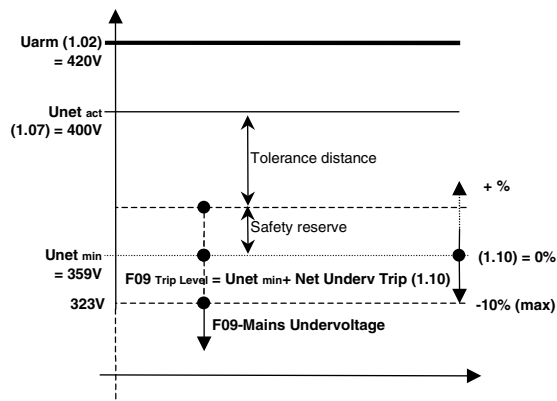 Uarm (1.02)
= 420V
Unet act
(1.07) = 400V
Tolerance distance
+ %
Safety reserve
Unet min
= 359V
(1.10) = 0%
F09 Trip Level = Unet min+ Net Underv Trip (1.10)
323V
-10% (max)
F09-Mains Undervoltage